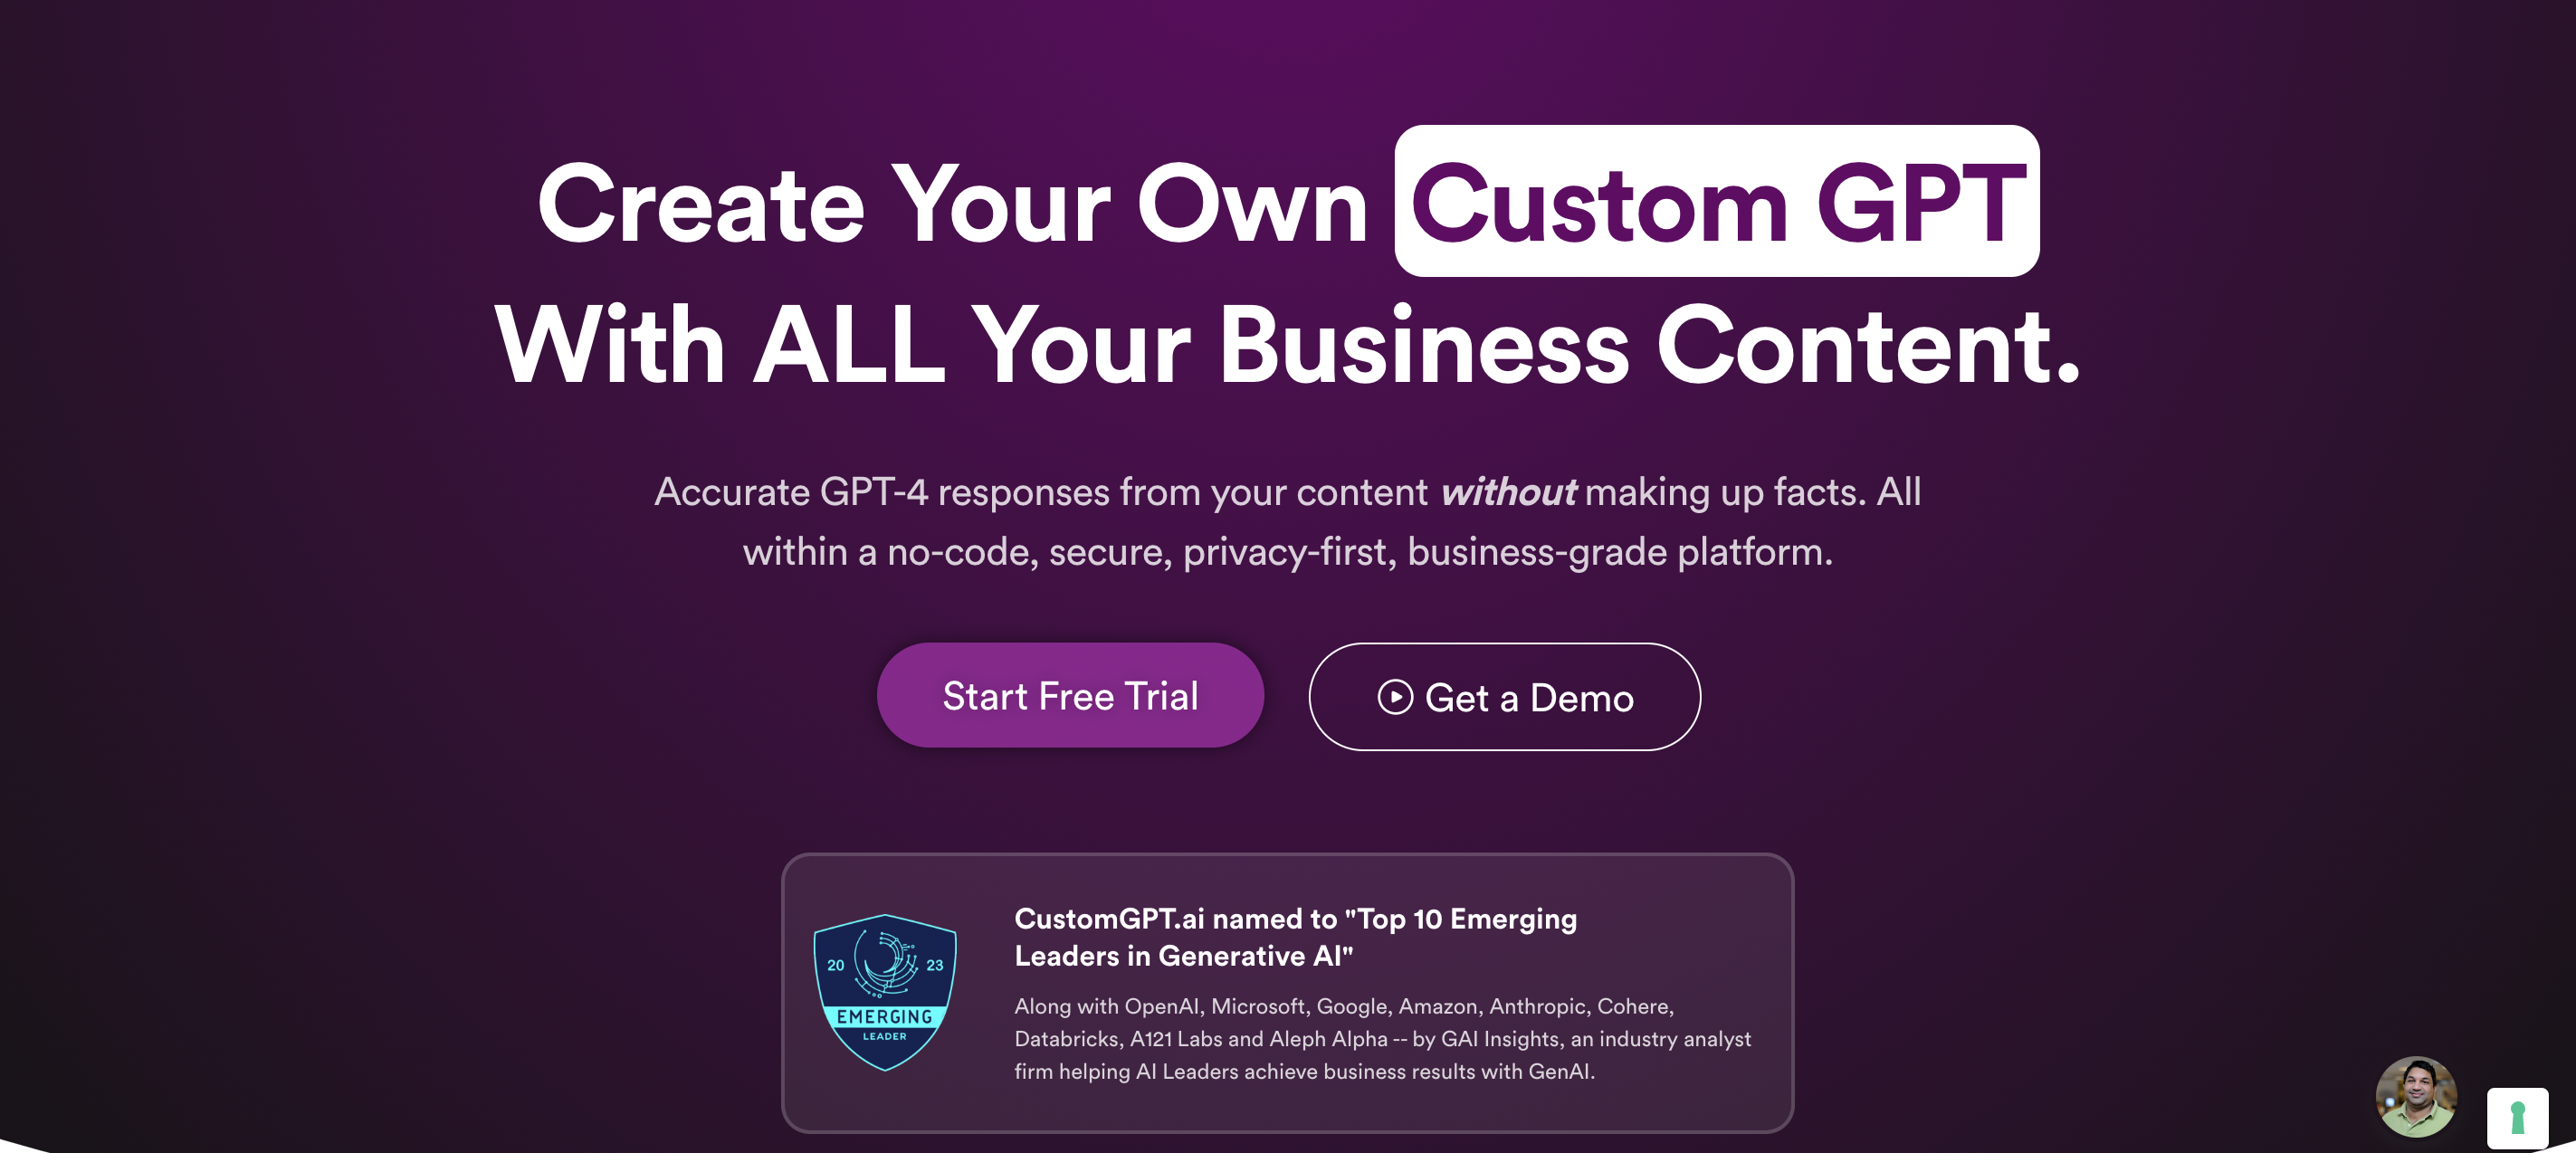 Create Your Own Custom GPT
With ALL Your Business Content.
Accurate GPT-4 responses from your content without making up facts. All
within a no-code, secure, privacy-first, business-grade platform.
Start Free Trial
Get a Demo
20 23
EMERGING
LEADER
CustomGPT.ai named to "Top 10 Emerging
Leaders in Generative AI"
Along with OpenAI, Microsoft, Google, Amazon, Anthropic, Cohere,
Databricks, A121 Labs and Aleph Alpha -- by GAI Insights, an industry analyst
firm helping AI Leaders achieve business results with GenAI.